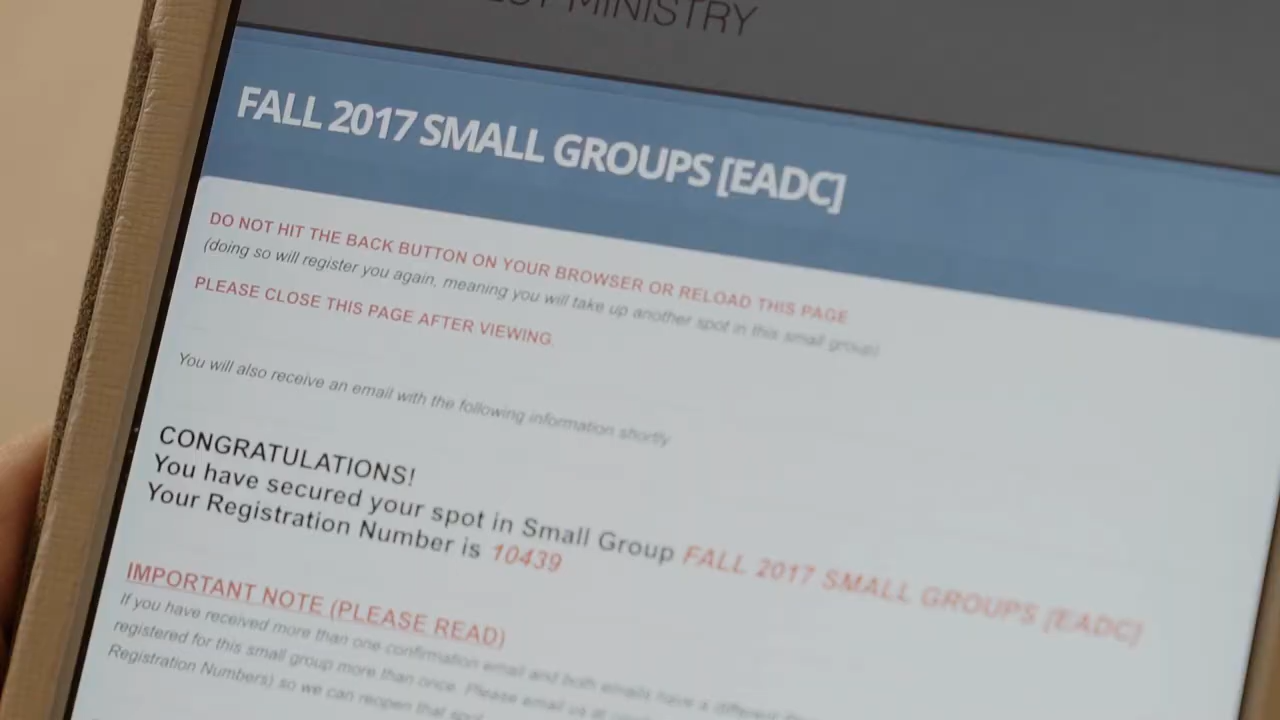 MINISTRY
FALL 2017 SMALL GROUPS [EADC]
DO NOT HIT THE BACK BUTTON ON YOUR BROWSER OR RELOAD THIS PAGE
(doing so will register you again, meaning you will take up another spot in this small group)
PLEASE CLOSE THIS PAGE AFTER VIEWING.
You will also receive an email with the following information shortly
CONGRATULATIONS!
You have secured your spot in Small Group FALL 2017 SMALL GROUPS [EADC]
Your Registration Number is 10439
IMPORTANT NOTE (PLEASE READ)
If you have received more than one confirmation email and both emails have a different
registered for this small group more than once. Please email us at
Registration Numbers) so we can reopen that spot